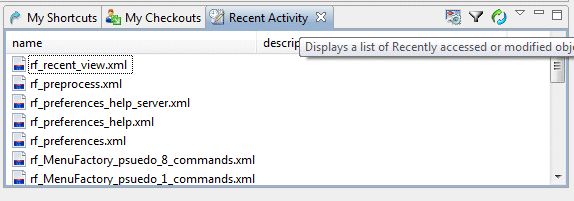 My Shortcuts My Checkouts Recent Activity
name descrip
Displays a list of Recently accessed or modified obj
rf_recent_view.xml
rf_preprocess.xml
rf_preferences_help_server.xml
rf_preferences_help.xml
rf_preferences.xml
rf_MenuFactory_psuedo_8_commands.xml
rf_MenuFactory_psuedo_1_commands.xml